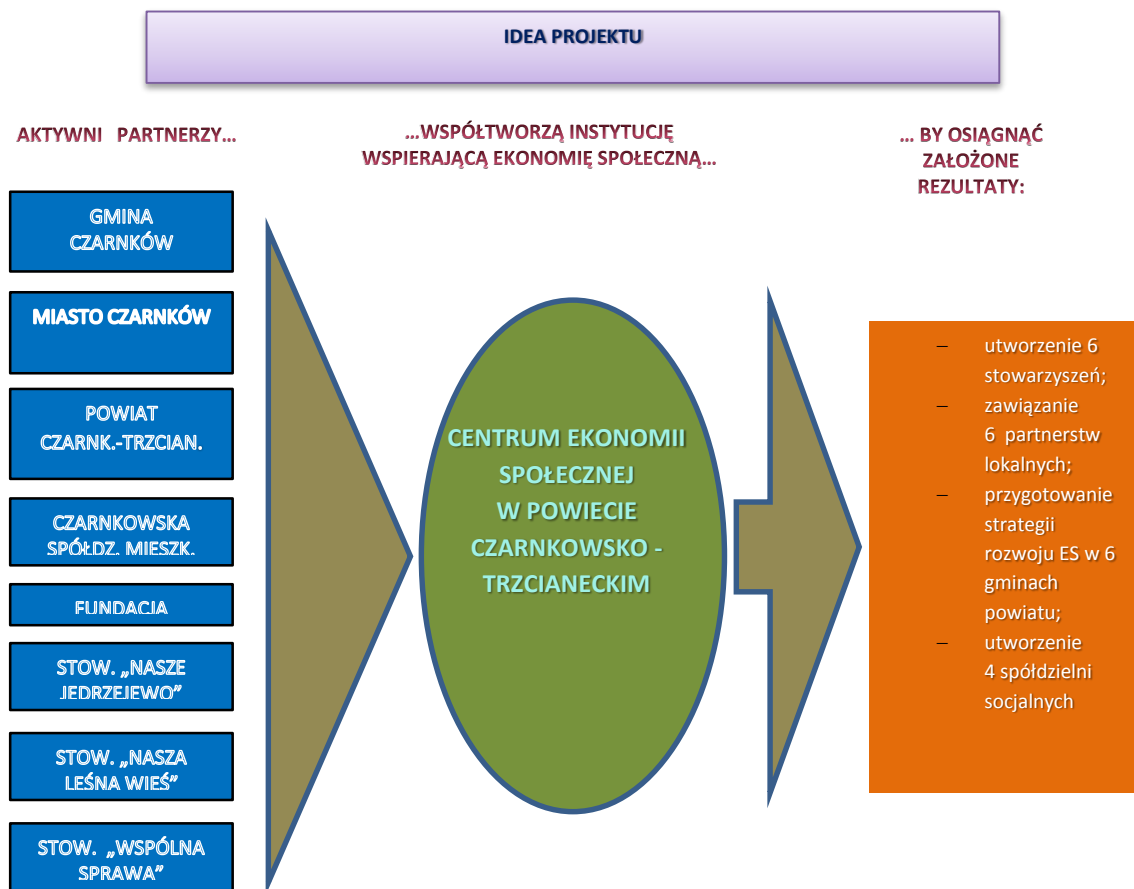 IDEA PROJEKTU
AKTYWNI PARTNERZY...
...WSPÓŁTWORZĄ INSTYTUCJĘ
WSPIERAJĄCĄ EKONOMIĘ SPOŁECZNĄ...
... BY OSIĄGNĄĆ
ZAŁOŻONE
REZULTATY:
GMINA
CZARNKÓW
MIASTO CZARNKÓW
POWIAT
CZARNK.-TRZCIAN.
CZARNKOWSKA
SPÓŁDZ. MIESZK.
FUNDACJA
STOW. „NASZE
JEDRZEJEWO”
STOW. „NASZA
LEŚNA WIEŚ”
STOW. „WSPÓLNA
SPRAWA”
CENTRUM EKONOMII
SPOŁECZNEJ
W POWIECIE
CZARNKOWSKO -
TRZCIANECKIM
– utworzenie 6
stowarzyszeń;
– zawiązanie
6 partnerstw
lokalnych;
– przygotowanie
strategii
rozwoju ES w 6
gminach
powiatu;
– utworzenie
4 spółdzielni
socjalnych